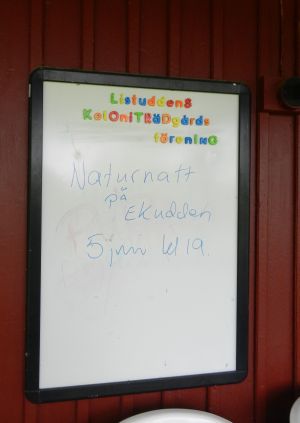 Listuddens
KolOniTRäDgårds
förenInG
Naturnatt
på
Ekudden
5 juni kl 19.